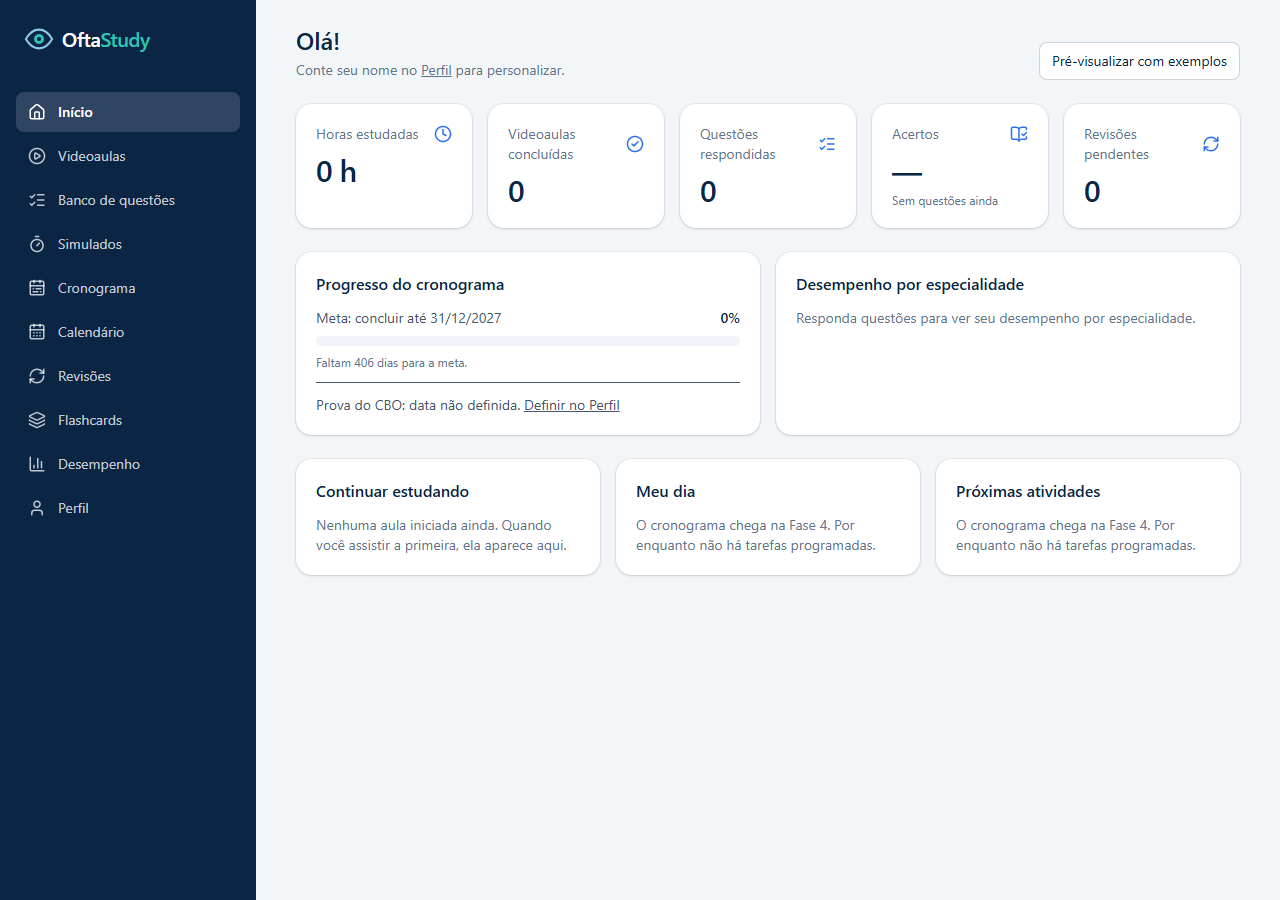 OftaStudy
Início
Videoaulas
Banco de questões
Simulados
Cronograma
Calendário
Revisões
Flashcards
Desempenho
Perfil
Olá!
Conte seu nome no Perfil para personalizar.
Pré-visualizar com exemplos
Horas estudadas
0 h
Videoaulas
concluídas
0
Questões
respondidas
0
Acertos
—
Sem questões ainda
Revisões
pendentes
0
Progresso do cronograma
Meta: concluir até 31/12/2027
0%
Faltam 406 dias para a meta.
Prova do CBO: data não definida. Definir no Perfil
Desempenho por especialidade
Responda questões para ver seu desempenho por especialidade.
Continuar estudando
Nenhuma aula iniciada ainda. Quando
você assistir a primeira, ela aparece aqui.
Meu dia
O cronograma chega na Fase 4. Por
enquanto não há tarefas programadas.
Próximas atividades
O cronograma chega na Fase 4. Por
enquanto não há tarefas programadas.